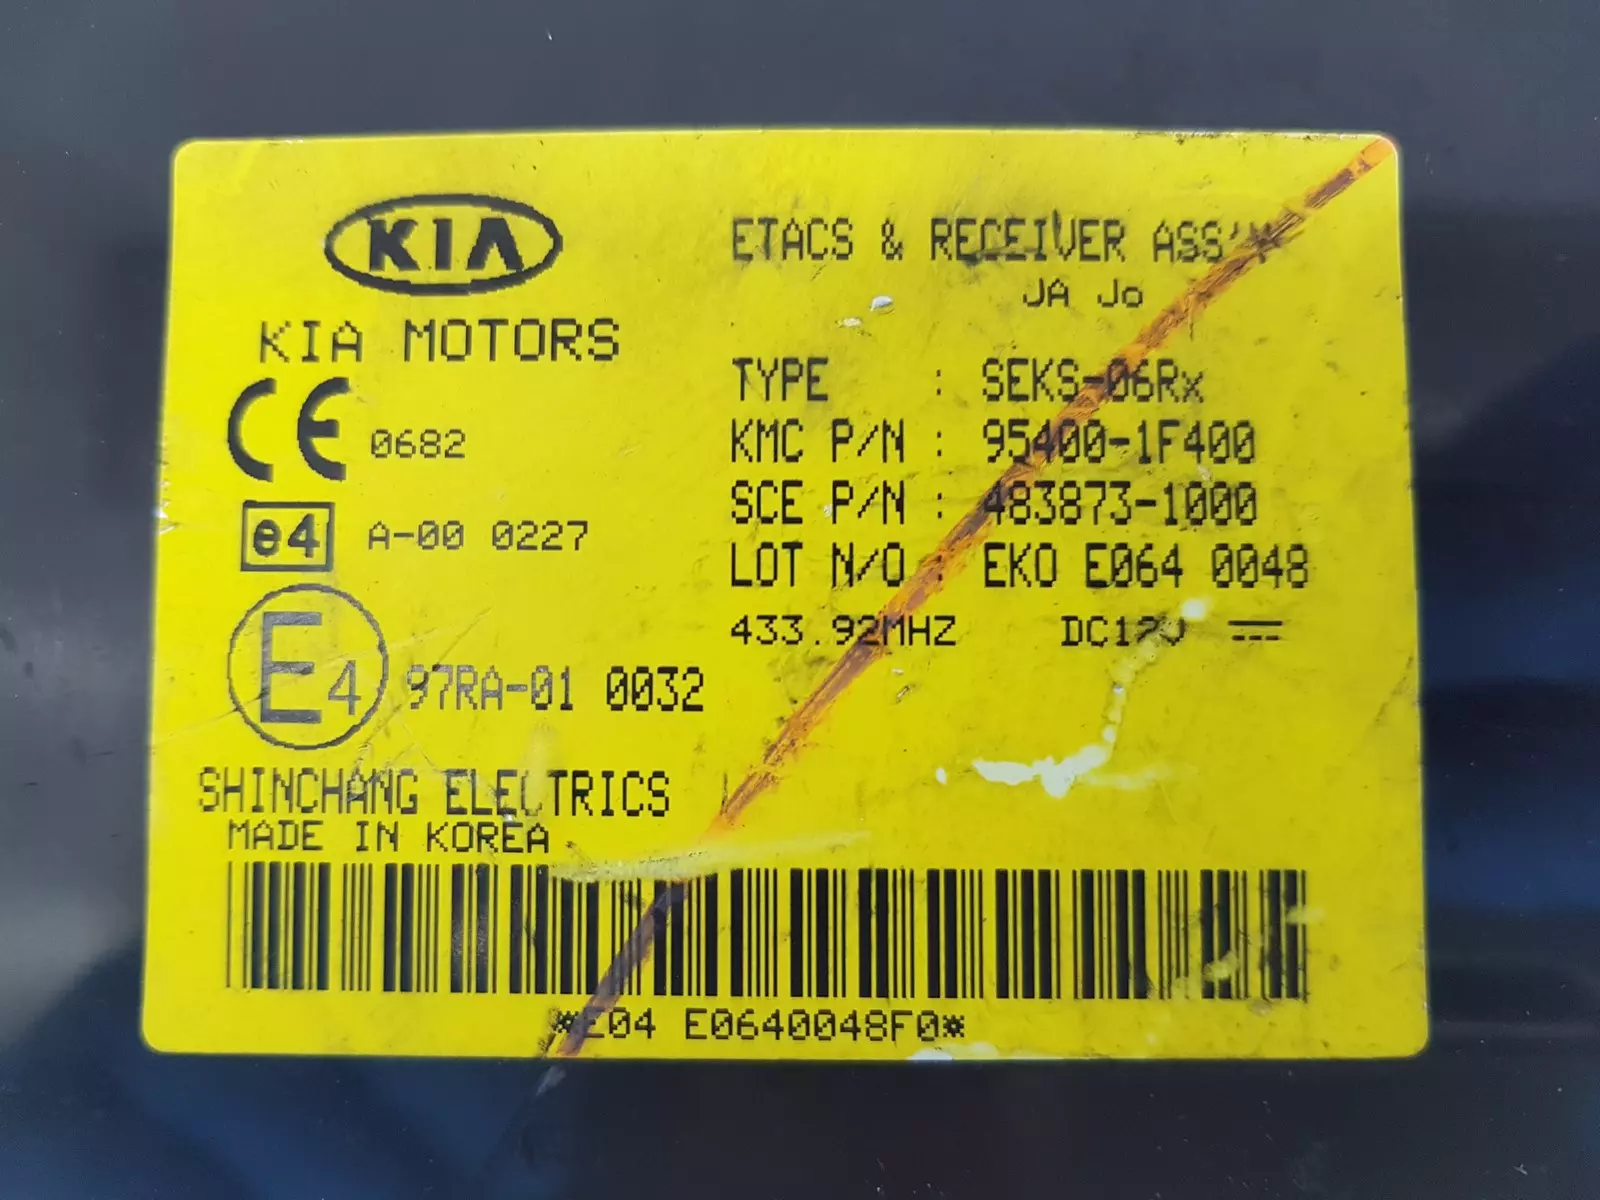 KIA
KIA MOTORS
CE 0682
e4 A-00 0227
E4 97RA-01 0032
SHINCHANG ELECTRICS
MADE IN KOREA
ETACS & RECEIVER ASS'Y
JA Jo
TYPE : SEKS-06Rx
KMC P/N : 95400-1F400
SCE P/N : 483873-1000
LOT N/O : EKO E064 0048
433.92MHZ DC12V
*E04 E0640048F0*